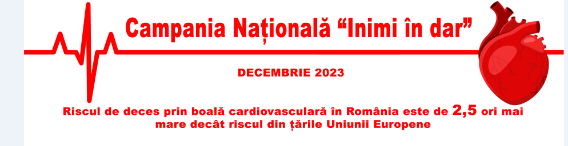 Campania Națională “Inimi în dar”
DECEMBRIE 2023
Riscul de deces prin boală cardiovasculară în România este de 2,5 ori mai
mare decât riscul din țările Uniunii Europene